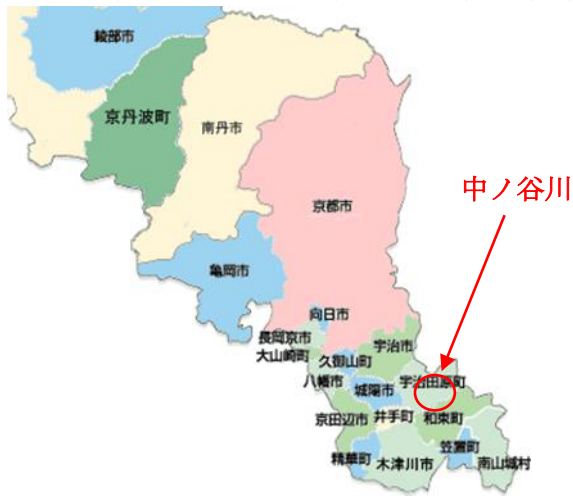 綾部市
京丹波町
南丹市
中ノ谷川
京都市
亀岡市
向日市
長岡京市
宇治市
大山崎町
久御山町
八幡市
城陽市
宇治田原町
京田辺市
井手町
和束町
精華町
木津川市
笠置町
南山城村